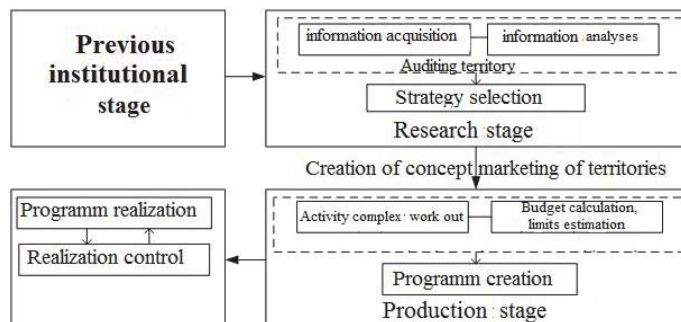 Previous
institutional
stage
information acquisition
information analyses
Auditing territory
Strategy selection
Research stage
Creation of concept marketing of territories
Programm realization
Realization control
Activity complex work out
Budget calculation,
limits estimation
Programm creation
Production stage